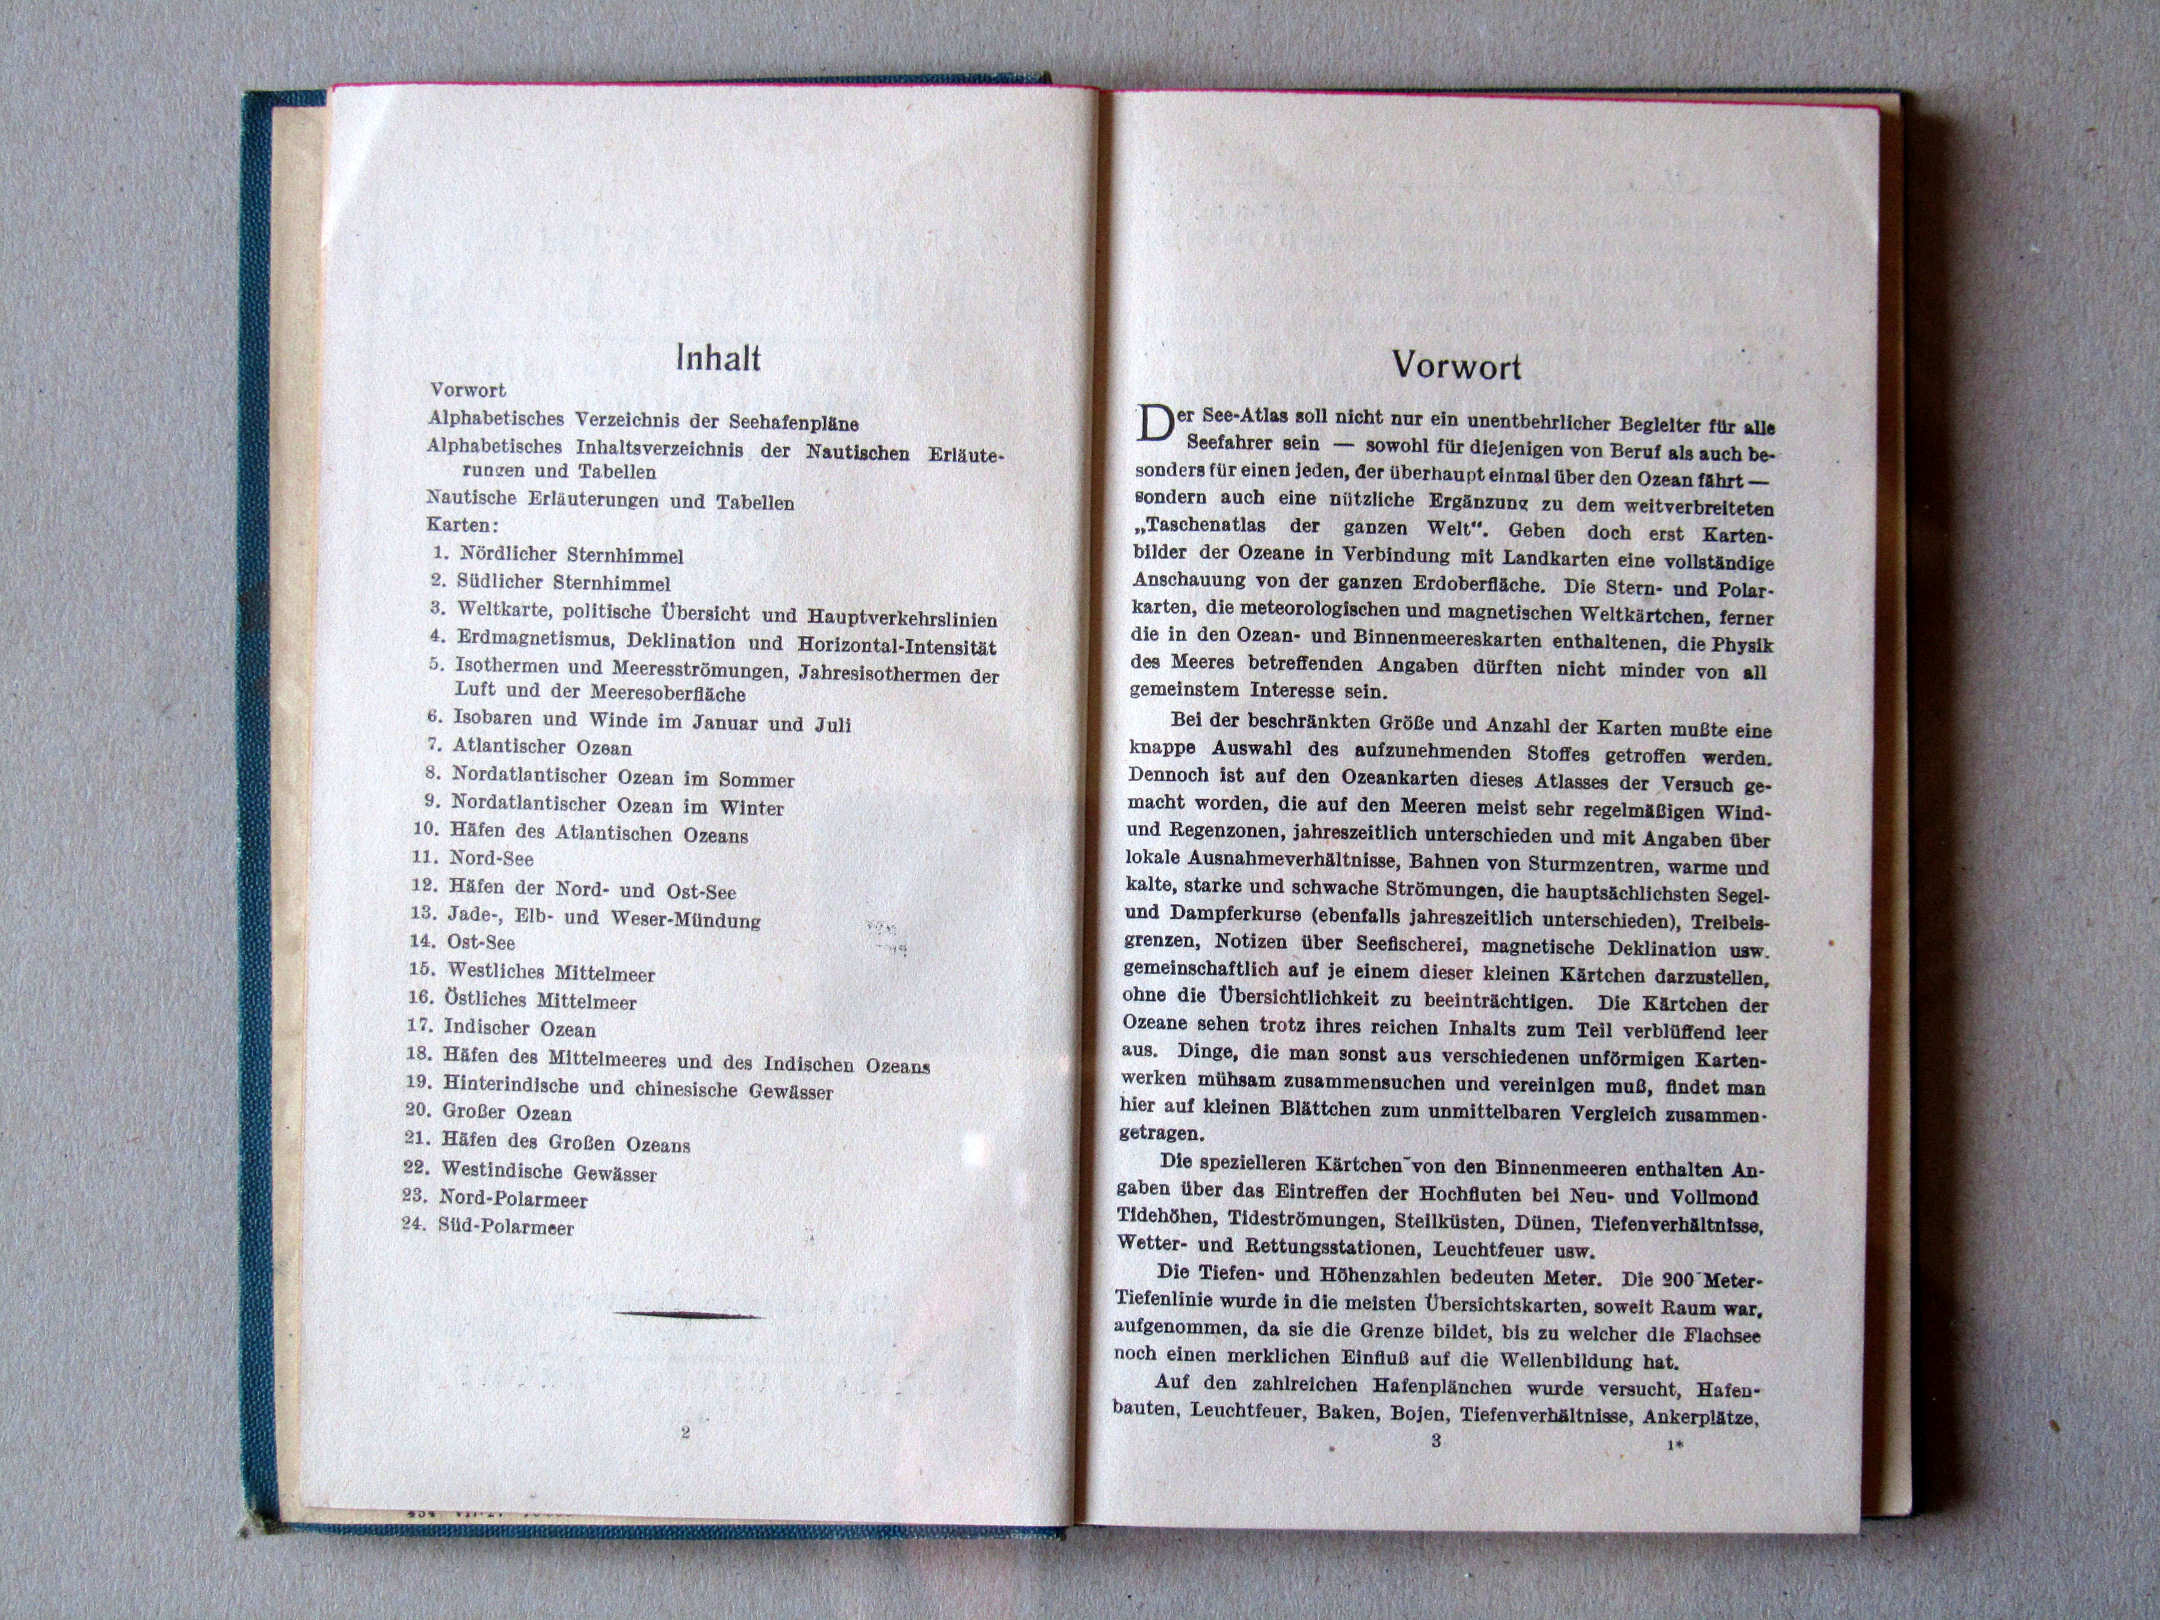 Inhalt
Vorwort
Alphabetisches Verzeichnis der Seehafenpläne
Alphabetisches Inhaltsverzeichnis der Nautischen Erläute-
rungen und Tabellen
Nautische Erläuterungen und Tabellen
Karten:
1. Nördlicher Sternhimmel
2. Südlicher Sternhimmel
3. Weltkarte, politische Übersicht und Hauptverkehrslinien
4. Erdmagnetismus, Deklination und Horizontal-Intensität
5. Isothermen und Meeresströmungen, Jahresisothermen der
Luft und der Meeresoberfläche
6. Isobaren und Winde im Januar und Juli
7. Atlantischer Ozean
8. Nordatlantischer Ozean im Sommer
9. Nordatlantischer Ozean im Winter
10. Häfen des Atlantischen Ozeans
11. Nord-See
12. Häfen der Nord- und Ost-See
13. Jade-, Elb- und Weser-Mündung
14. Ost-See
15. Westliches Mittelmeer
16. Östliches Mittelmeer
17. Indischer Ozean
18. Häfen des Mittelmeeres und des Indischen Ozeans
19. Hinterindische und chinesische Gewässer
20. Großer Ozean
21. Häfen des Großen Ozeans
22. Westindische Gewässer
23. Nord-Polarmeer
24. Süd-Polarmeer
2
Vorwort
Der See-Atlas soll nicht nur ein unentbehrlicher Begleiter für alle
Seefahrer sein — sowohl für diejenigen von Beruf als auch be-
sonders für einen jeden, der überhaupt einmal über den Ozean fährt —
sondern auch eine nützliche Ergänzung zu dem weitverbreiteten
„Taschenatlas der ganzen Welt“. Geben doch erst Karten-
bilder der Ozeane in Verbindung mit Landkarten eine vollständige
Anschauung von der ganzen Erdoberfläche. Die Stern- und Polar-
karten, die meteorologischen und magnetischen Weltkärtchen, ferner
die in den Ozean- und Binnenmeereskarten enthaltenen, die Physik
des Meeres betreffenden Angaben dürften nicht minder von all
gemeinstem Interesse sein.
Bei der beschränkten Größe und Anzahl der Karten mußte eine
knappe Auswahl des aufzunehmenden Stoffes getroffen werden.
Dennoch ist auf den Ozeankarten dieses Atlasses der Versuch ge-
macht worden, die auf den Meeren meist sehr regelmäßigen Wind-
und Regenzonen, jahreszeitlich unterschieden und mit Angaben über
lokale Ausnahmeverhältnisse, Bahnen von Sturmzentren, warme und
kalte, starke und schwache Strömungen, die hauptsächlichsten Segel-
und Dampferkurse (ebenfalls jahreszeitlich unterschieden), Treibeis-
grenzen, Notizen über Seefischerei, magnetische Deklination usw.
gemeinschaftlich auf je einem dieser kleinen Kärtchen darzustellen,
ohne die Übersichtlichkeit zu beeinträchtigen. Die Kärtchen der
Ozeane sehen trotz ihres reichen Inhalts zum Teil verblüffend leer
aus. Dinge, die man sonst aus verschiedenen unförmigen Karten-
werken mühsam zusammensuchen und vereinigen muß, findet man
hier auf kleinen Blättchen zum unmittelbaren Vergleich zusammen-
getragen.
Die spezielleren Kärtchen von den Binnenmeeren enthalten An-
gaben über das Eintreffen der Hochfluten bei Neu- und Vollmond
Tidehöhen, Tideströmungen, Steilküsten, Dünen, Tiefenverhältnisse,
Wetter- und Rettungsstationen, Leuchtfeuer usw.
Die Tiefen- und Höhenzahlen bedeuten Meter. Die 200-Meter-
Tiefenlinie wurde in die meisten Übersichtskarten, soweit Raum war,
aufgenommen, da sie die Grenze bildet, bis zu welcher die Flachsee
noch einen merklichen Einfluß auf die Wellenbildung hat.
Auf den zahlreichen Hafenplänchen wurde versucht, Hafen-
bauten, Leuchtfeuer, Baken, Bojen, Tiefenverhältnisse, Ankerplätze,
3
1*